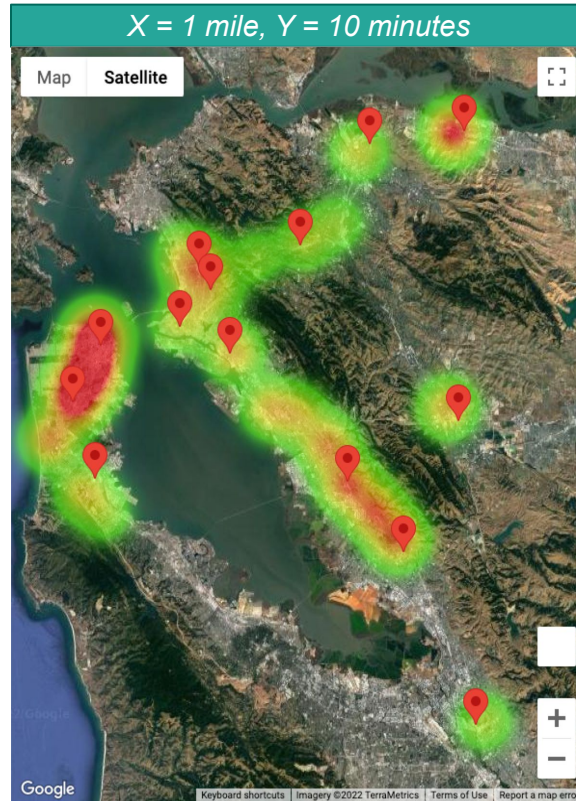 X = 1 mile, Y = 10 minutes
Map Satellite
+
−
Google
Keyboard shortcuts Imagery ©2022 TerraMetrics Terms of Use Report a map erro